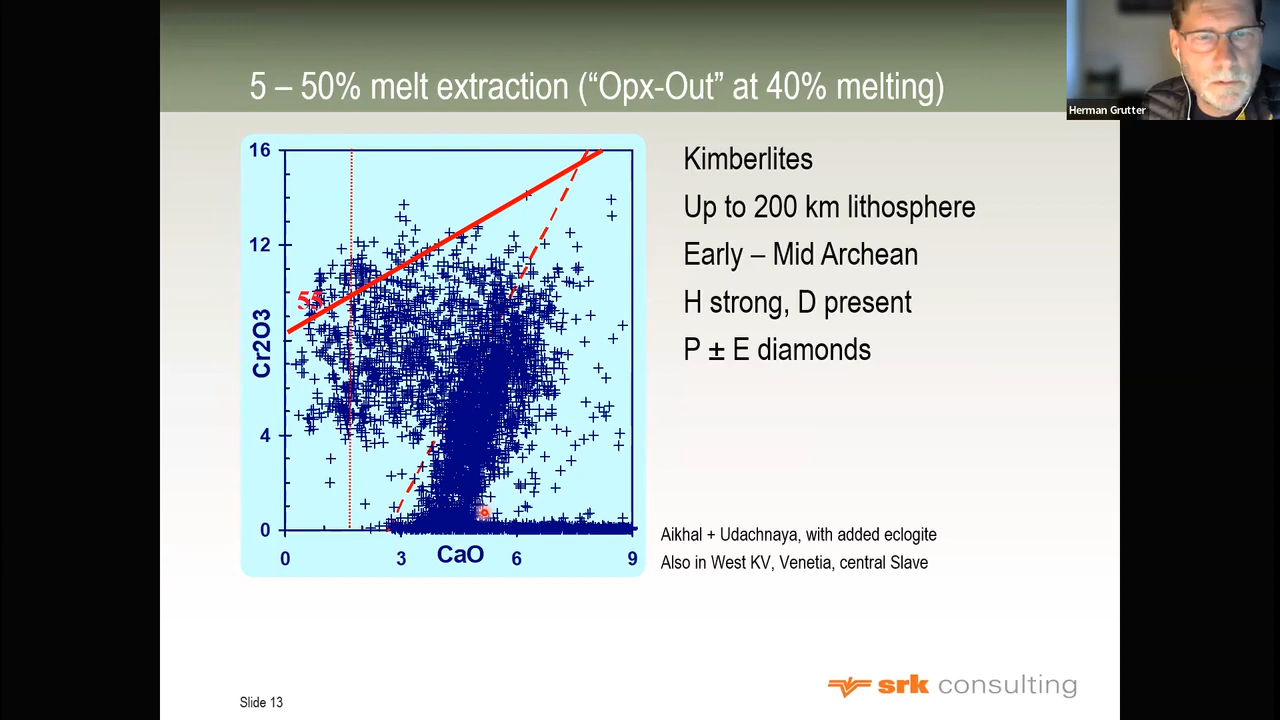 Herman Grutter
5 – 50% melt extraction (“Opx-Out” at 40% melting)
16
12
4
0
Cr2O3
55
0
3
CaO
6
9
Kimberlites
Up to 200 km lithosphere
Early – Mid Archean
H strong, D present
P ± E diamonds
Aikhal + Udachnaya, with added eclogite
Also in West KV, Venetia, central Slave
Slide 13
srk consulting